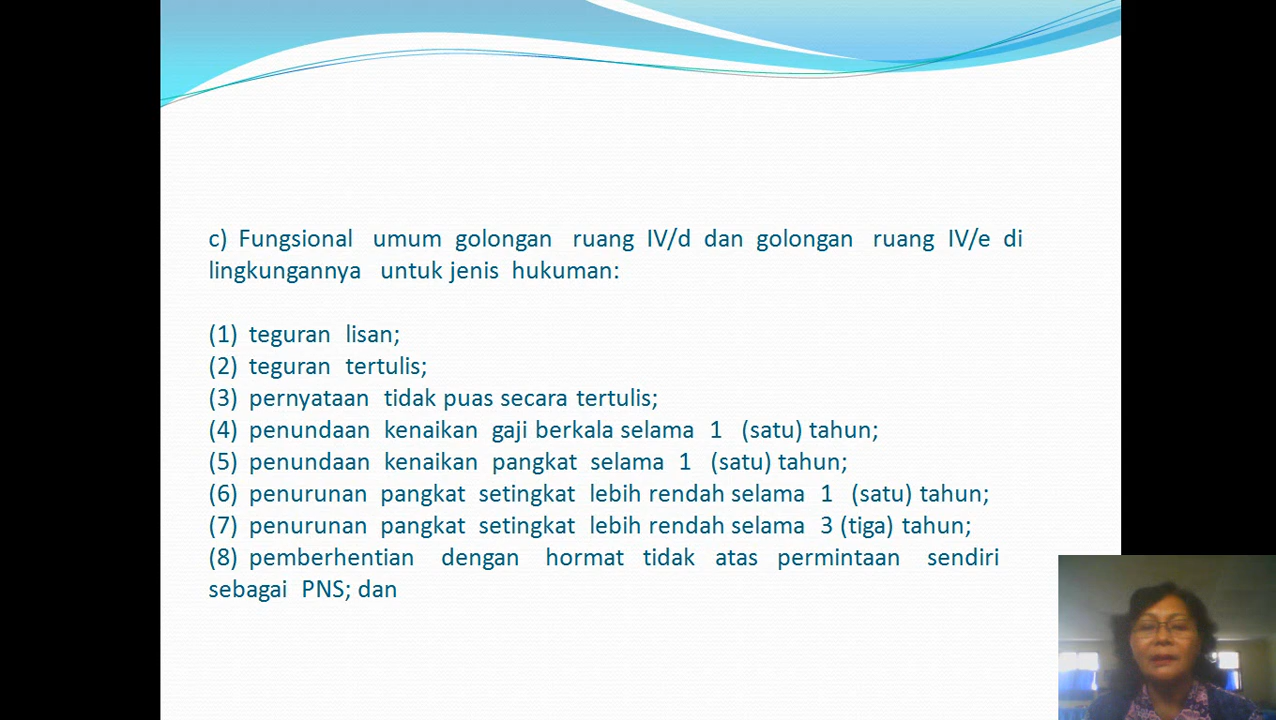 c) Fungsional umum golongan ruang IV/d dan golongan ruang IV/e di
lingkungannya untuk jenis hukuman:
(1) teguran lisan;
(2) teguran tertulis;
(3) pernyataan tidak puas secara tertulis;
(4) penundaan kenaikan gaji berkala selama 1 (satu) tahun;
(5) penundaan kenaikan pangkat selama 1 (satu) tahun;
(6) penurunan pangkat setingkat lebih rendah selama 1 (satu) tahun;
(7) penurunan pangkat setingkat lebih rendah selama 3 (tiga) tahun;
(8) pemberhentian dengan hormat tidak atas permintaan sendiri
sebagai PNS; dan